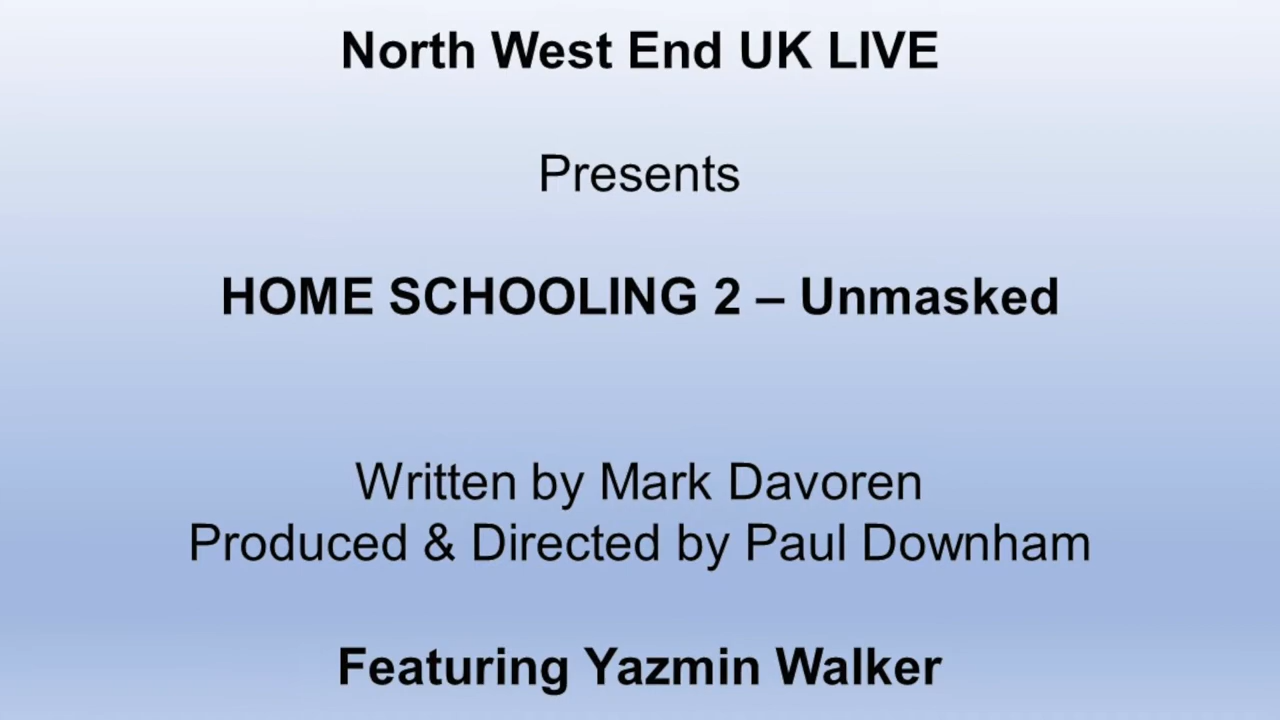 North West End UK LIVE
Presents
HOME SCHOOLING 2 – Unmasked
Written by Mark Davoren
Produced & Directed by Paul Downham
Featuring Yazmin Walker